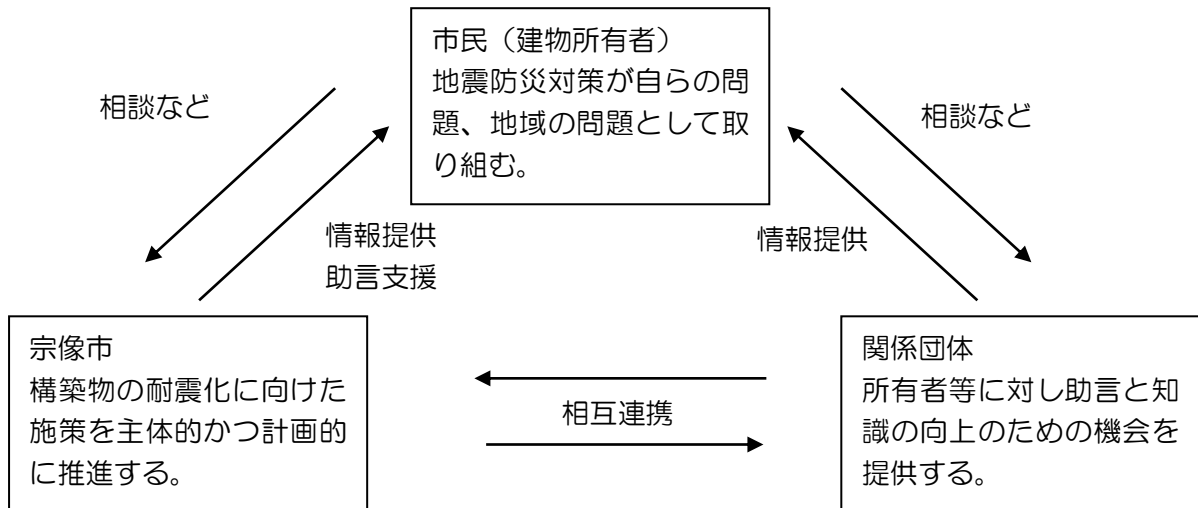 市民（建物所有者）
地震防災対策が自らの問
題、地域の問題として取
り組む。
相談など
相談など
情報提供
助言支援
情報提供
宗像市
構築物の耐震化に向けた
施策を主体的かつ計画的
に推進する。
相互連携
関係団体
所有者等に対し助言と知
識の向上のための機会を
提供する。